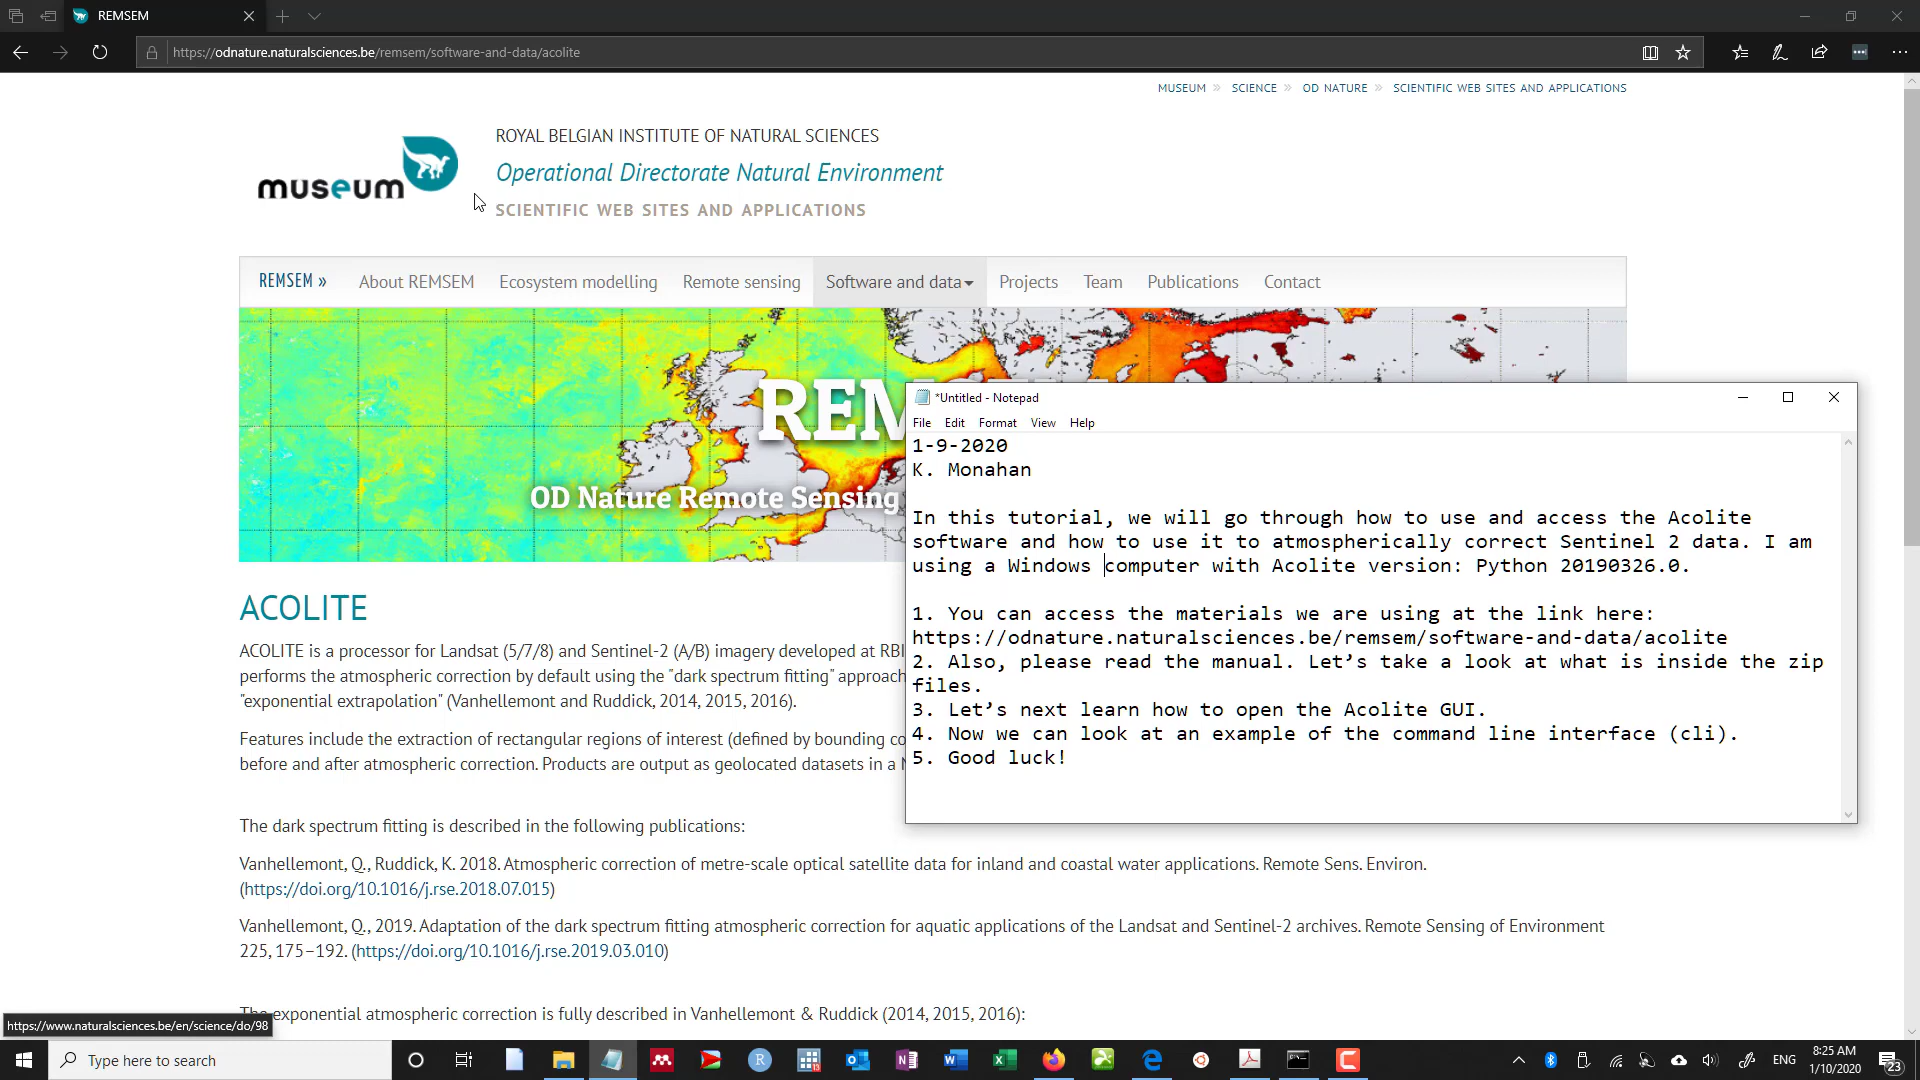 REMSEM
https://odnature.naturalsciences.be/remsem/software-and-data/acolite
MUSEUM » SCIENCE » OD NATURE » SCIENTIFIC WEB SITES AND APPLICATIONS
museum
ROYAL BELGIAN INSTITUTE OF NATURAL SCIENCES
Operational Directorate Natural Environment
SCIENTIFIC WEB SITES AND APPLICATIONS
REMSEM » About REMSEM Ecosystem modelling Remote sensing Software and data Projects Team Publications Contact
REM
OD Nature Remote Sensing
ACOLITE
ACOLITE is a processor for Landsat (5/7/8) and Sentinel-2 (A/B) imagery developed at RBI
performs the atmospheric correction by default using the "dark spectrum fitting" approach
"exponential extrapolation" (Vanhellemont and Ruddick, 2014, 2015, 2016).
Features include the extraction of rectangular regions of interest (defined by bounding co
before and after atmospheric correction. Products are output as geolocated datasets in a
The dark spectrum fitting is described in the following publications:
Vanhellemont, Q., Ruddick, K. 2018. Atmospheric correction of metre-scale optical satellite data for inland and coastal water applications. Remote Sens. Environ.
(https://doi.org/10.1016/j.rse.2018.07.015)
Vanhellemont, Q., 2019. Adaptation of the dark spectrum fitting atmospheric correction for aquatic applications of the Landsat and Sentinel-2 archives. Remote Sensing of Environment
225, 175–192. (https://doi.org/10.1016/j.rse.2019.03.010)
exponential atmospheric correction is fully described in Vanhellemont & Ruddick (2014, 2015, 2016):
https://www.naturalsciences.be/en/science/do/98
*Untitled - Notepad
File Edit Format View Help
1-9-2020
K. Monahan
In this tutorial, we will go through how to use and access the Acolite
software and how to use it to atmospherically correct Sentinel 2 data. I am
using a Windows computer with Acolite version: Python 20190326.0.
1. You can access the materials we are using at the link here:
https://odnature.naturalsciences.be/remsem/software-and-data/acolite
2. Also, please read the manual. Let’s take a look at what is inside the zip
files.
3. Let’s next learn how to open the Acolite GUI.
4. Now we can look at an example of the command line interface (cli).
5. Good luck!
Type here to search
ENG
8:25 AM
1/10/2020
23